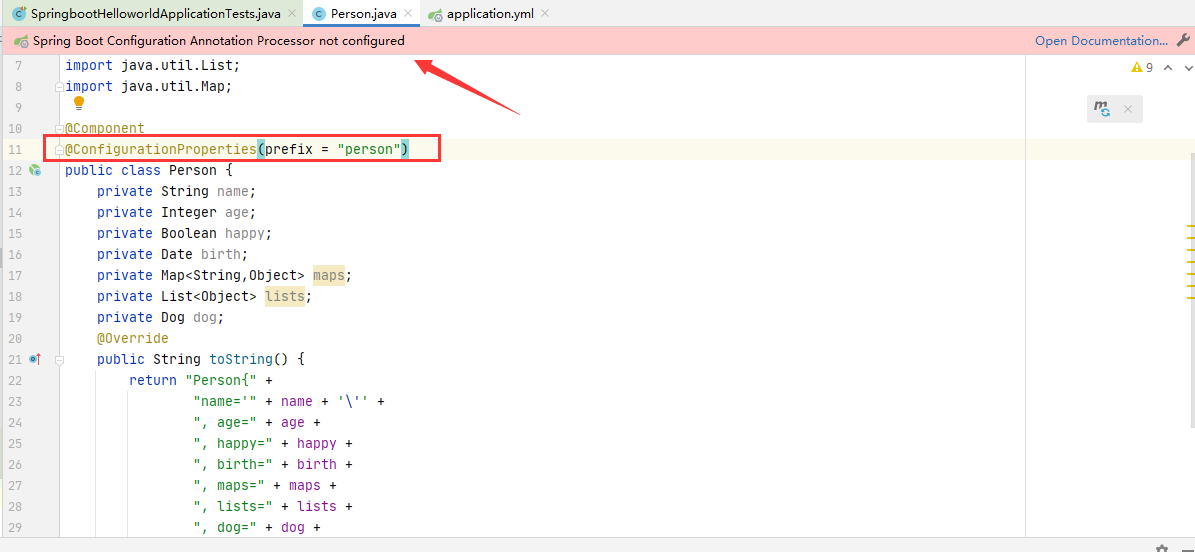 SpringbootHelloworldApplicationTests.java Person.java application.yml
Spring Boot Configuration Annotation Processor not configured Open Documentation...
7 import java.util.List; 9
8 import java.util.Map;
9
10 @Component
11 @ConfigurationProperties(prefix = "person")
12 public class Person {
13 private String name;
14 private Integer age;
15 private Boolean happy;
16 private Date birth;
17 private Map<String,Object> maps;
18 private List<Object> lists;
19 private Dog dog;
20 @Override
21 public String toString() {
22 return "Person{" +
23 "name='" + name + '\'' +
24 ", age=" + age +
25 ", happy=" + happy +
26 ", birth=" + birth +
27 ", maps=" + maps +
28 ", lists=" + lists +
29 ", dog=" + dog +